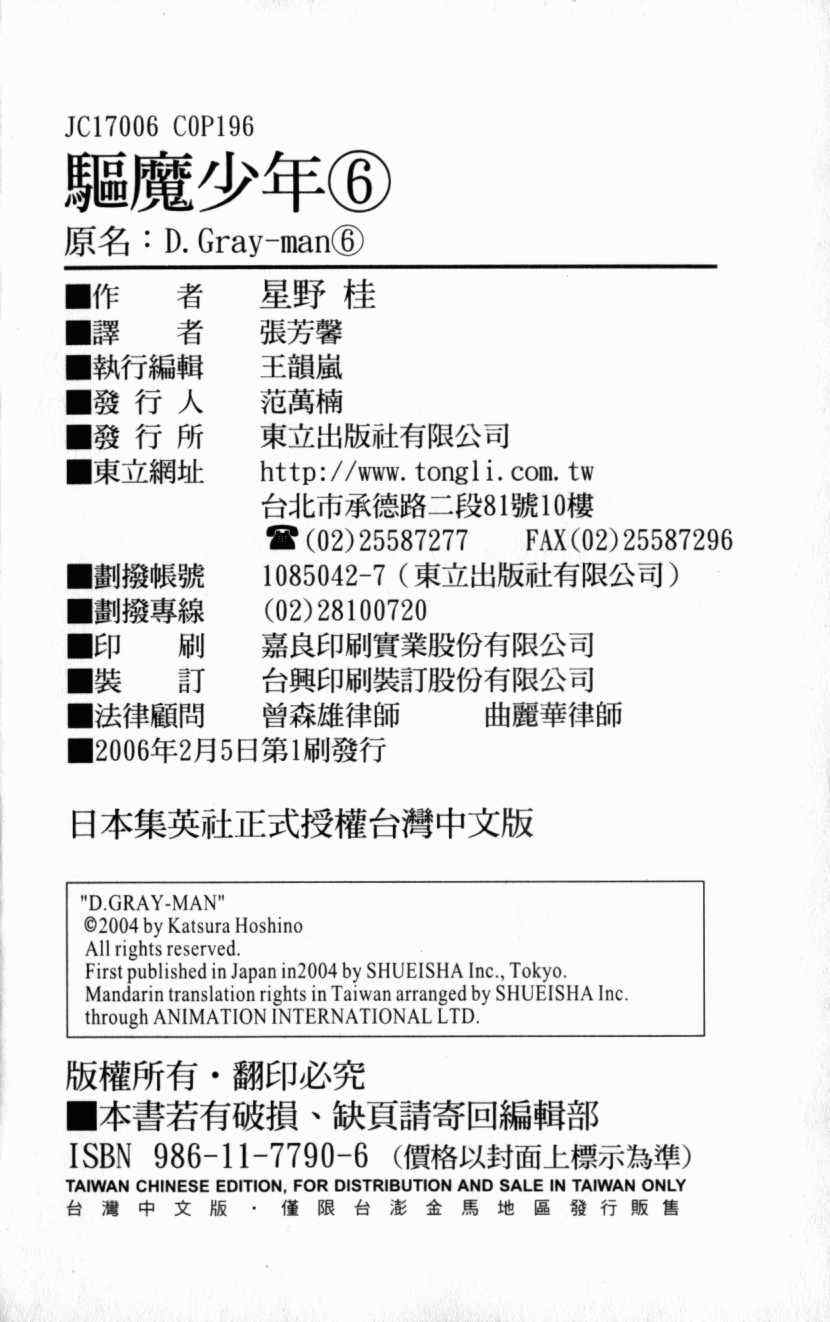 JC17006 C0P196
驅魔少年⑥
原名：D.Gray-man⑥
■作　者　星野 桂
■譯　者　張芳馨
■執行編輯　王韻嵐
■發 行 人　范萬楠
■發 行 所　東立出版社有限公司
■東立網址　http://www.tongli.com.tw
台北市承德路二段81號10樓
☎(02)25587277　FAX(02)25587296
■劃撥帳號　1085042-7（東立出版社有限公司）
■劃撥專線　(02)28100720
■印　刷　嘉良印刷實業股份有限公司
■裝　訂　台興印刷裝訂股份有限公司
■法律顧問　曾森雄律師　曲麗華律師
■2006年2月5日第1刷發行
日本集英社正式授權台灣中文版
"D.GRAY-MAN"
©2004 by Katsura Hoshino
All rights reserved.
First published in Japan in2004 by SHUEISHA Inc., Tokyo.
Mandarin translation rights in Taiwan arranged by SHUEISHA Inc.
through ANIMATION INTERNATIONAL LTD.
版權所有・翻印必究
■本書若有破損、缺頁請寄回編輯部
ISBN 986-11-7790-6（價格以封面上標示為準）
TAIWAN CHINESE EDITION, FOR DISTRIBUTION AND SALE IN TAIWAN ONLY
台灣中文版・僅限台澎金馬地區發行販售